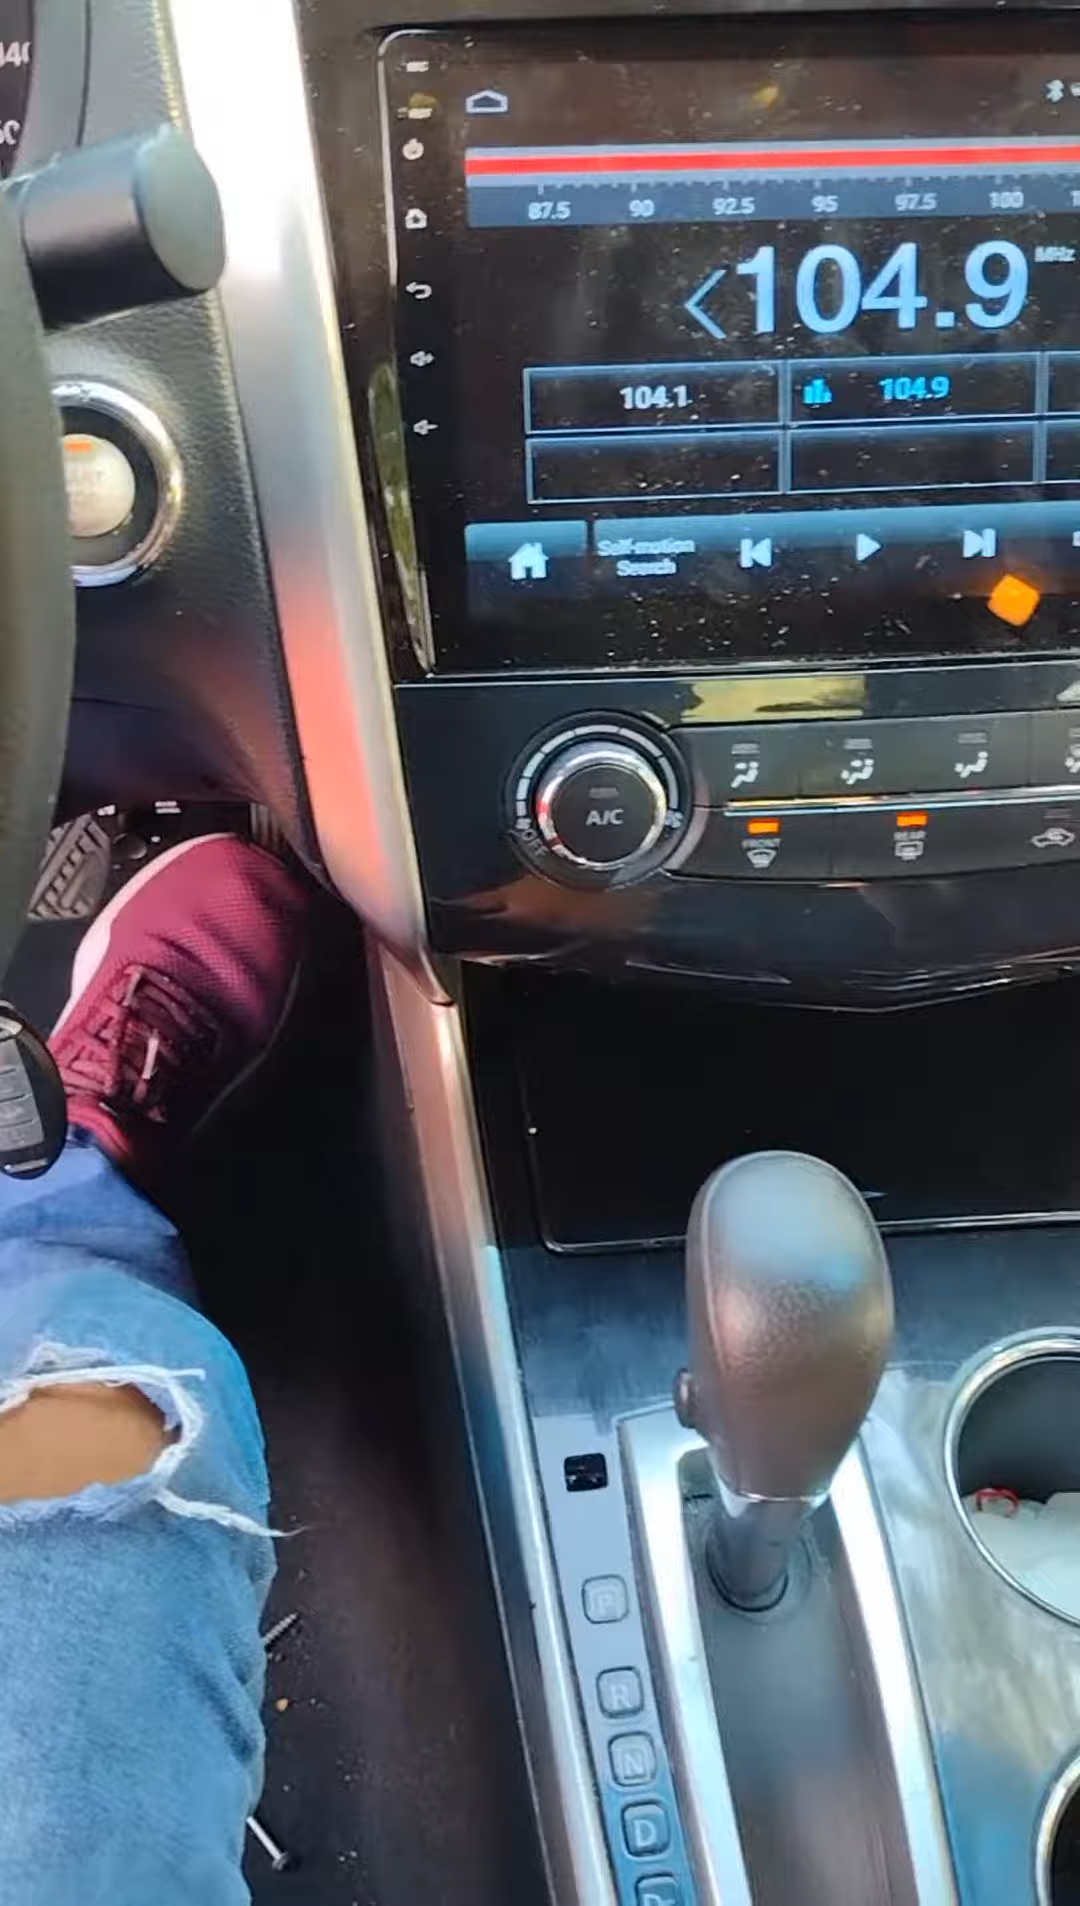 87.5 90 92.5 95 97.5 100
104.9 MHz
104.1 104.9
Self-motion
Search
A/C
OFF
FRONT
REAR
P
R
N
D